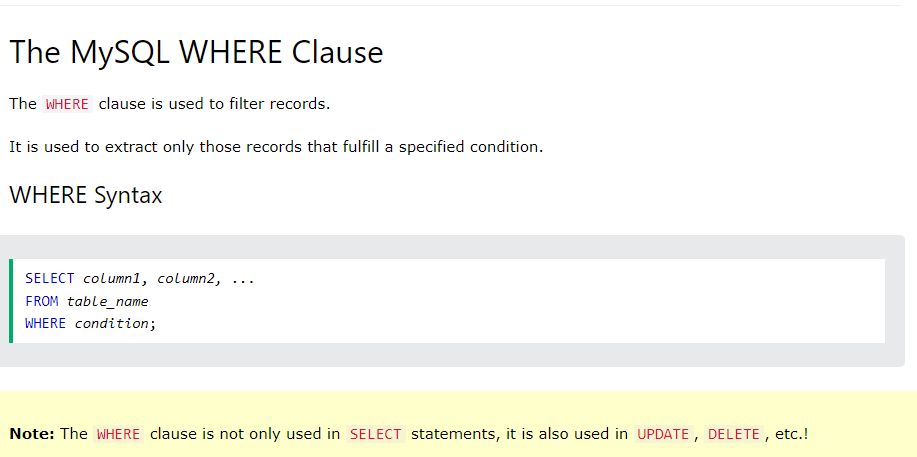 The MySQL WHERE Clause
The WHERE clause is used to filter records.
It is used to extract only those records that fulfill a specified condition.
WHERE Syntax
SELECT column1, column2, ...
FROM table_name
WHERE condition;
Note: The WHERE clause is not only used in SELECT statements, it is also used in UPDATE, DELETE, etc.!